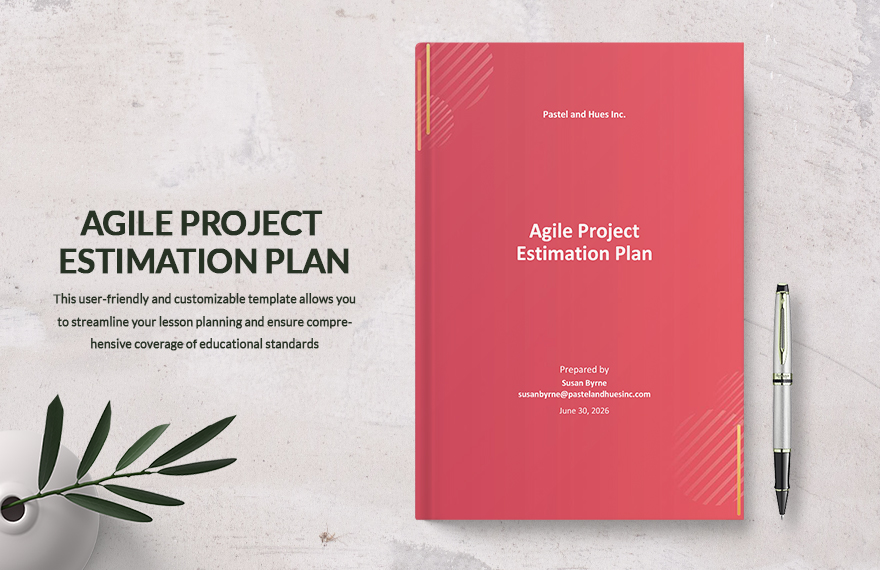 AGILE PROJECT
ESTIMATION PLAN
This user-friendly and customizable template allows you
to streamline your lesson planning and ensure compre-
hensive coverage of educational standards
Pastel and Hues Inc.
Agile Project
Estimation Plan
Prepared by
Susan Byrne
susanbyrne@pastelandhuesinc.com
June 30, 2026